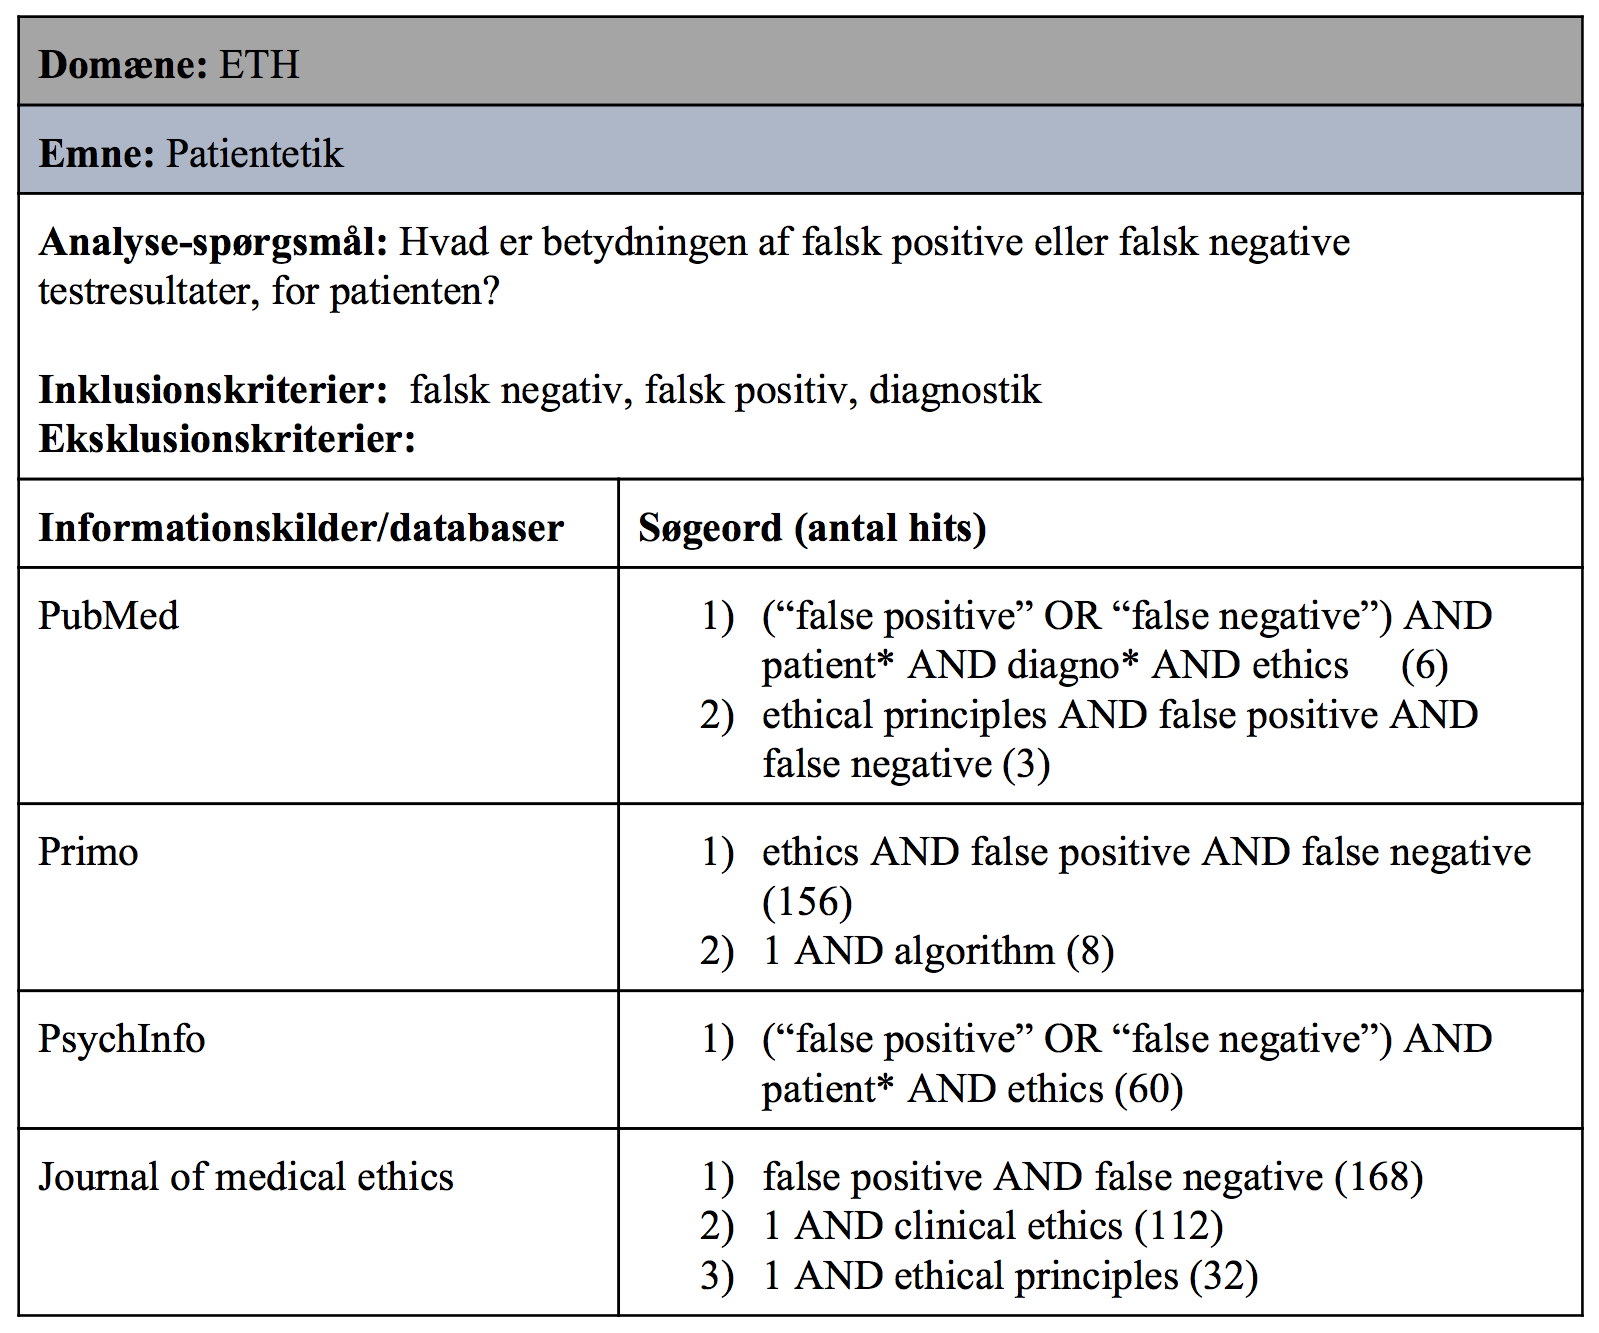 Domæne: ETH
Emne: Patientetik
Analyse-spørgsmål: Hvad er betydningen af falsk positive eller falsk negative
testresultater, for patienten?
Inklusionskriterier:  falsk negativ, falsk positiv, diagnostik
Eksklusionskriterier:
Informationskilder/databaser
Søgeord (antal hits)
PubMed
1) (“false positive” OR “false negative”) AND
patient* AND diagno* AND ethics     (6)
2) ethical principles AND false positive AND
false negative (3)
Primo
1) ethics AND false positive AND false negative
(156)
2) 1 AND algorithm (8)
PsychInfo
1) (“false positive” OR “false negative”) AND
patient* AND ethics (60)
Journal of medical ethics
1) false positive AND false negative (168)
2) 1 AND clinical ethics (112)
3) 1 AND ethical principles (32)